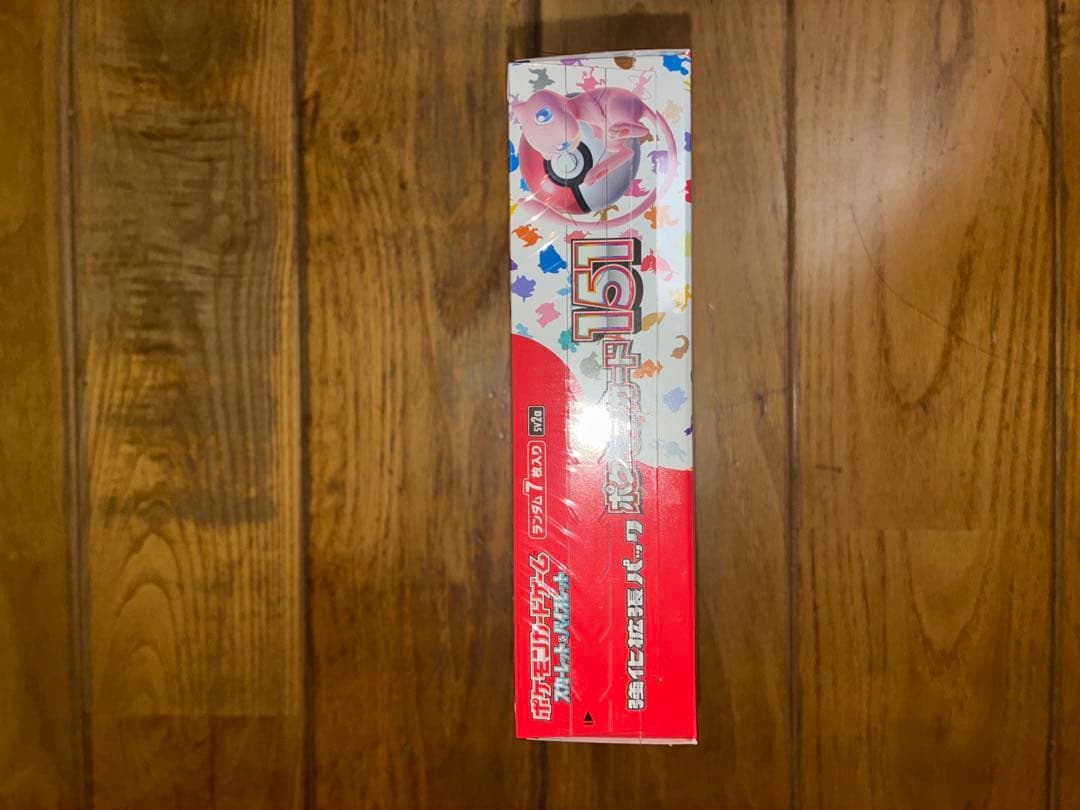 ポケモンカードゲーム
スカーレット&バイオレット
ランダム7枚入り
sv2a
強化拡張パック
ポケモンカード151